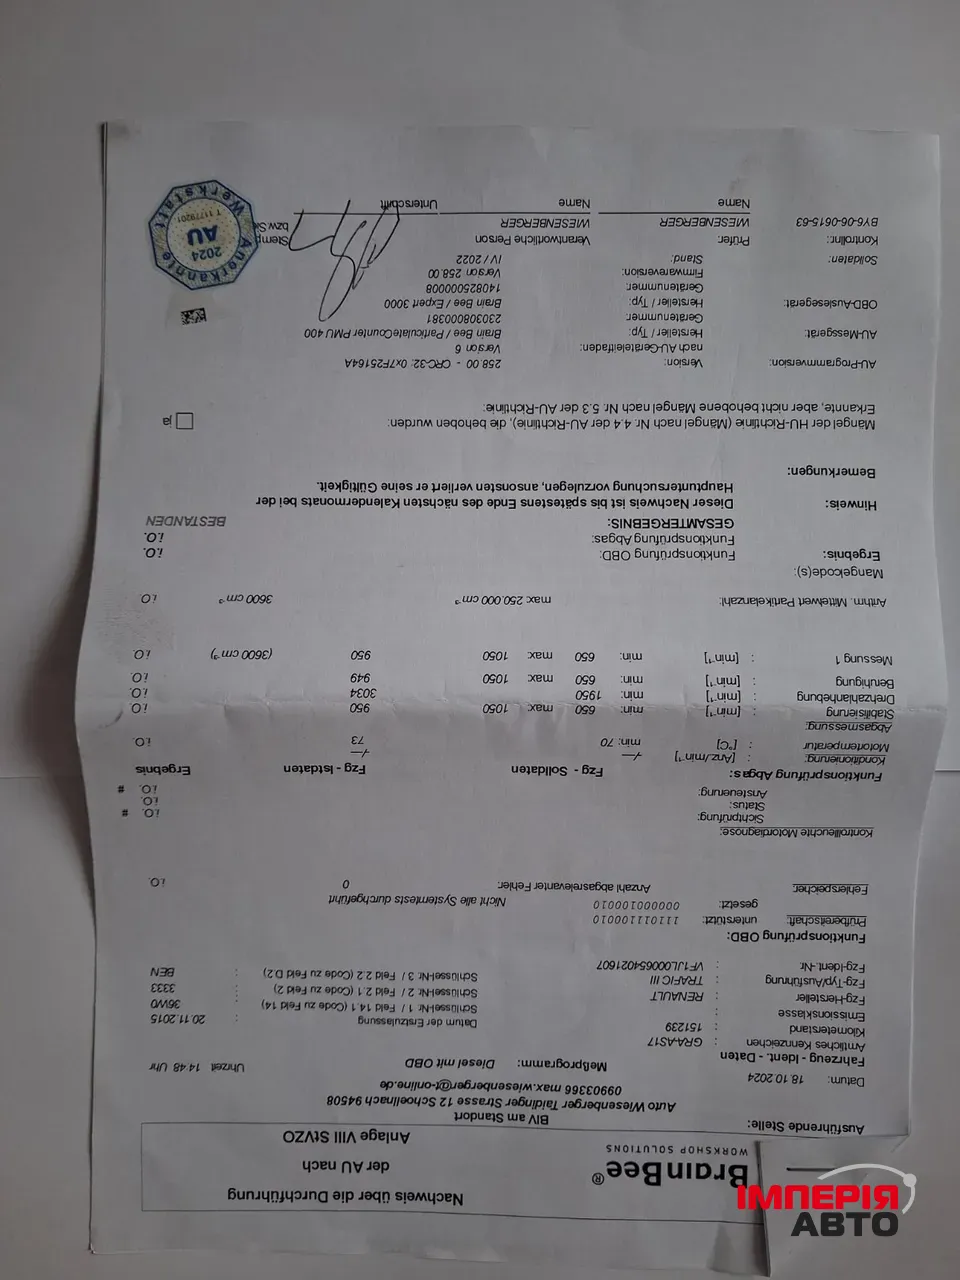 BrainBee®
WORKSHOP SOLUTIONS
Nachweis über die Durchführung
der AU nach
Anlage VIII StVZO
Ausführende Stelle:
BIV am Standort
Auto Wiesenberger Taidinger Strasse 12 Schoellnach 94508
09903366 max.wiesenberger@t-online.de
Datum: 18.10.2024 Meßprogramm: Diesel mit OBD Uhrzeit 14:48 Uhr
Fahrzeug - Ident. - Daten
Amtliches Kennzeichen : GRA-AS17
Kilometerstand : 151239 Datum der Erstzulassung : 20.11.2015
Emissionsklasse : Schlüssel-Nr. 1 / Feld 14.1 (Code zu Feld 14) : 36W0
Fzg-Hersteller : RENAULT Schlüssel-Nr. 2 / Feld 2.1 (Code zu Feld 2) : 3333
Fzg-Typ/Ausführung : TRAFIC III Schlüssel-Nr. 3 / Feld 2.2 (Code zu Feld D.2) : BEN
Fzg-Ident.-Nr. : VF1JL000654021607
Funktionsprüfung OBD:
Prüfbereitschaft: unterstützt: 111011100010
gesetzt: 000000100010 Nicht alle Systemtests durchgeführt
Fehlerspeicher: Anzahl abgasrelevanter Fehler: 0 i.O.
Kontrolleuchte Motordiagnose:
Sichtprüfung: i.O. #
Status: i.O.
Ansteuerung: i.O. #
Funktionsprüfung Abgas: Fzg - Solldaten Fzg - Istdaten Ergebnis
Konditionierung: : [Anz/min⁻¹] -/-- -/--
Motortemperatur : [°C] min: 70 73 i.O.
Abgasmessung:
Stabilisierung : [min⁻¹] min: 650 max: 1050 950 i.O.
Drehzahlanhebung : [min⁻¹] min: 1950 3034 i.O.
Beruhigung : [min⁻¹] min: 650 max: 1050 949 i.O.
Messung 1 : [min⁻¹] min: 650 max: 1050 950 (3600 cm⁻³) i.O.
Arithm. Mittelwert Partikelanzahl: max: 250.000 cm⁻³ 3600 cm⁻³ i.O.
Mangelcode(s):
Ergebnis: Funktionsprüfung OBD: i.O.
Funktionsprüfung Abgas: i.O.
GESAMTERGEBNIS: BESTANDEN
Hinweis: Dieser Nachweis ist bis spätestens Ende des nächsten Kalendermonats bei der
Hauptuntersuchung vorzulegen, ansonsten verliert er seine Gültigkeit.
Bemerkungen:
Mängel der HU-Richtlinie (Mängel nach Nr. 4.4 der AU-Richtlinie), die behoben wurden: ja
Erkannte, aber nicht behobene Mängel nach Nr. 5.3 der AU-Richtlinie:
AU-Programmversion: Version: 258.00 - CRC-32: 0x7F25164A
nach AU-Geräteleitfaden: Version 6
AU-Messgerät: Hersteller / Typ: Brain Bee / ParticulateCounter PMU 400
Gerätenummer: 230308000381
OBD-Auslesegerät: Hersteller / Typ: Brain Bee / Expert 3000
Gerätenummer: 140825000008
Firmwareversion: Version 258.00
Solldaten: Stand: IV / 2022
Kontrollnr: Prüfer: Verantwortliche Person Stemp
BY6-06-0615-63 WIESENBERGER WIESENBERGER bzw.
Name Name Unterschrift
Anerkannte
2024
AU
T 11779201
Werkstatt
ІМПЕРІЯ
АВТО